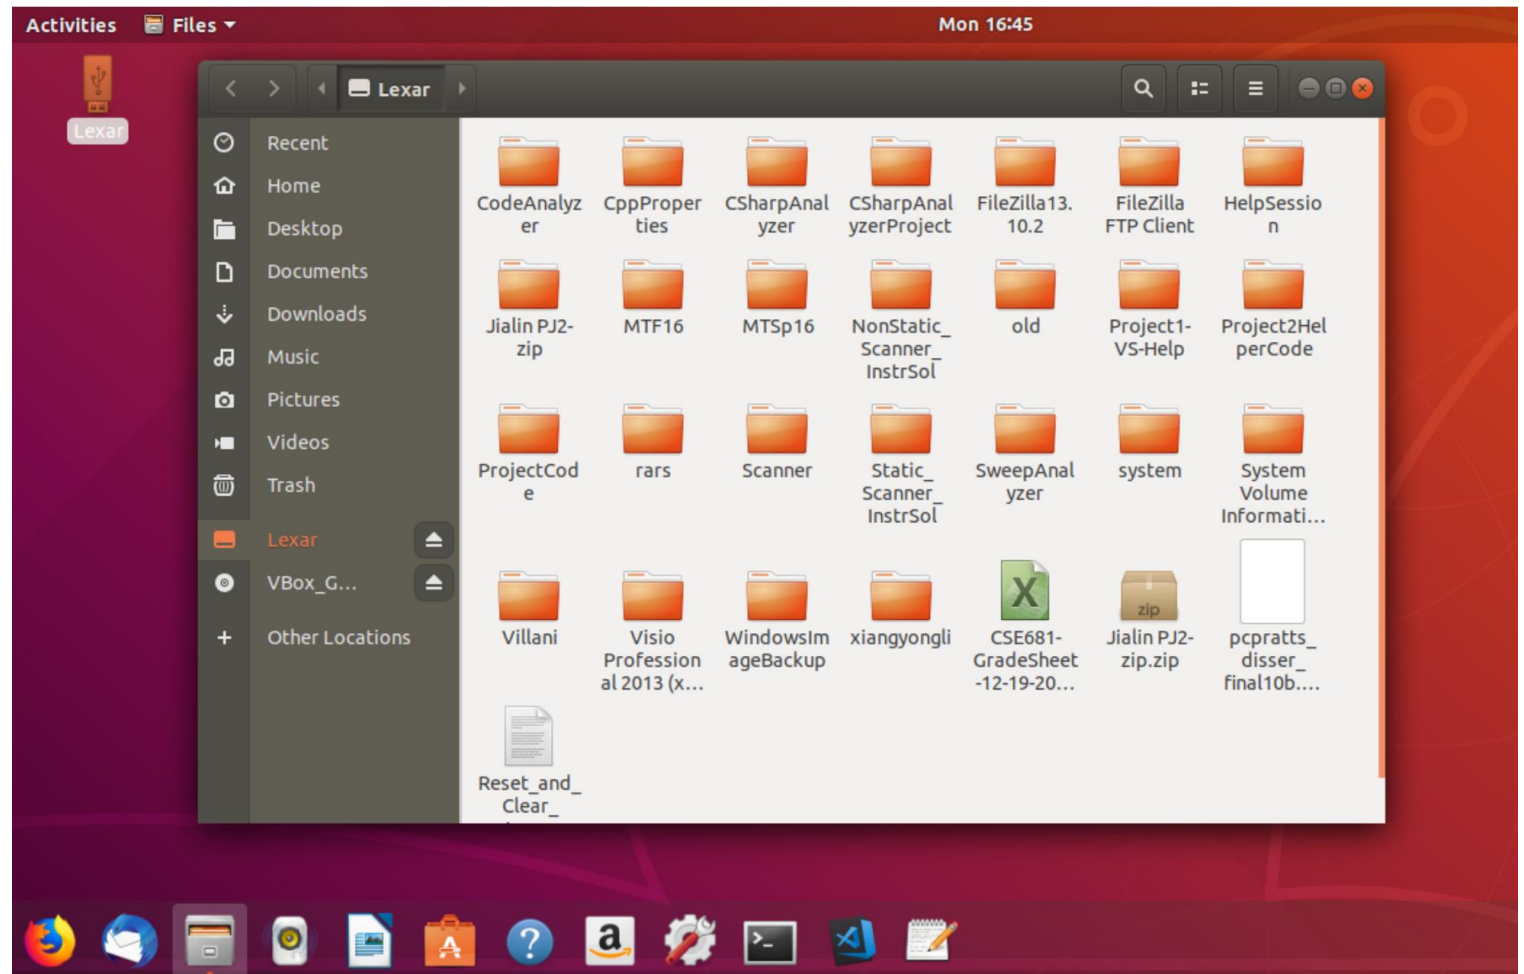 Activities Files Mon 16:45
Lexar
Lexar
Recent
Home
Desktop
Documents
Downloads
Music
Pictures
Videos
Trash
Lexar
VBox_G...
Other Locations
CodeAnalyz
er
CppProper
ties
CSharpAnal
yzer
CSharpAnal
yzerProject
FileZilla13.
10.2
FileZilla
FTP Client
HelpSessio
n
Jialin PJ2-
zip
MTF16
MTSp16
NonStatic_
Scanner_
InstrSol
old
Project1-
VS-Help
Project2Hel
perCode
ProjectCod
e
rars
Scanner
Static_
Scanner_
InstrSol
SweepAnal
yzer
system
System
Volume
Informati...
Villani
Visio
Profession
al 2013 (x...
WindowsIm
ageBackup
xiangyongli
X
CSE681-
GradeSheet
-12-19-20...
zip
Jialin PJ2-
zip.zip
pcpratts_
disser_
final10b....
Reset_and_
Clear_
A
?
a
>_